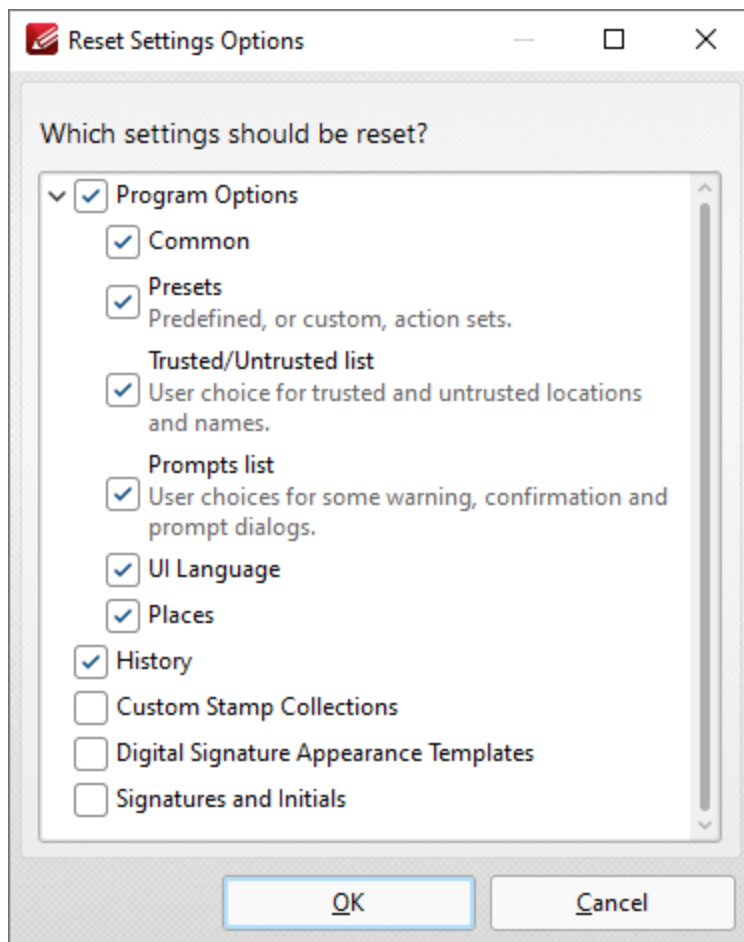 Reset Settings Options
Which settings should be reset?
Program Options
Common
Presets
Predefined, or custom, action sets.
Trusted/Untrusted list
User choice for trusted and untrusted locations
and names.
Prompts list
User choices for some warning, confirmation and
prompt dialogs.
UI Language
Places
History
Custom Stamp Collections
Digital Signature Appearance Templates
Signatures and Initials
OK
Cancel